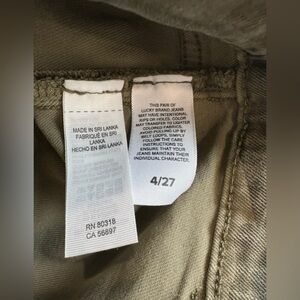 MADE IN SRI LANKA
FABRIQUÉ EN SRI
LANKA
HECHO EN SRI LANKA
RN 80318
CA 56897
THIS PAIR OF
LUCKY BRAND JEANS
MAY HAVE INTENTIONAL
RIPS OR HOLES. COLOR
MAY TRANSFER TO LIGHTER
COLORED FABRICS.
AVOID PULLING UP BY
BELT LOOPS. SIMPLY
FOLLOW THE CARE
INSTRUCTIONS TO
ENSURE THAT YOUR
JEANS MAINTAIN THEIR
INDIVIDUAL CHARACTER.
4/27